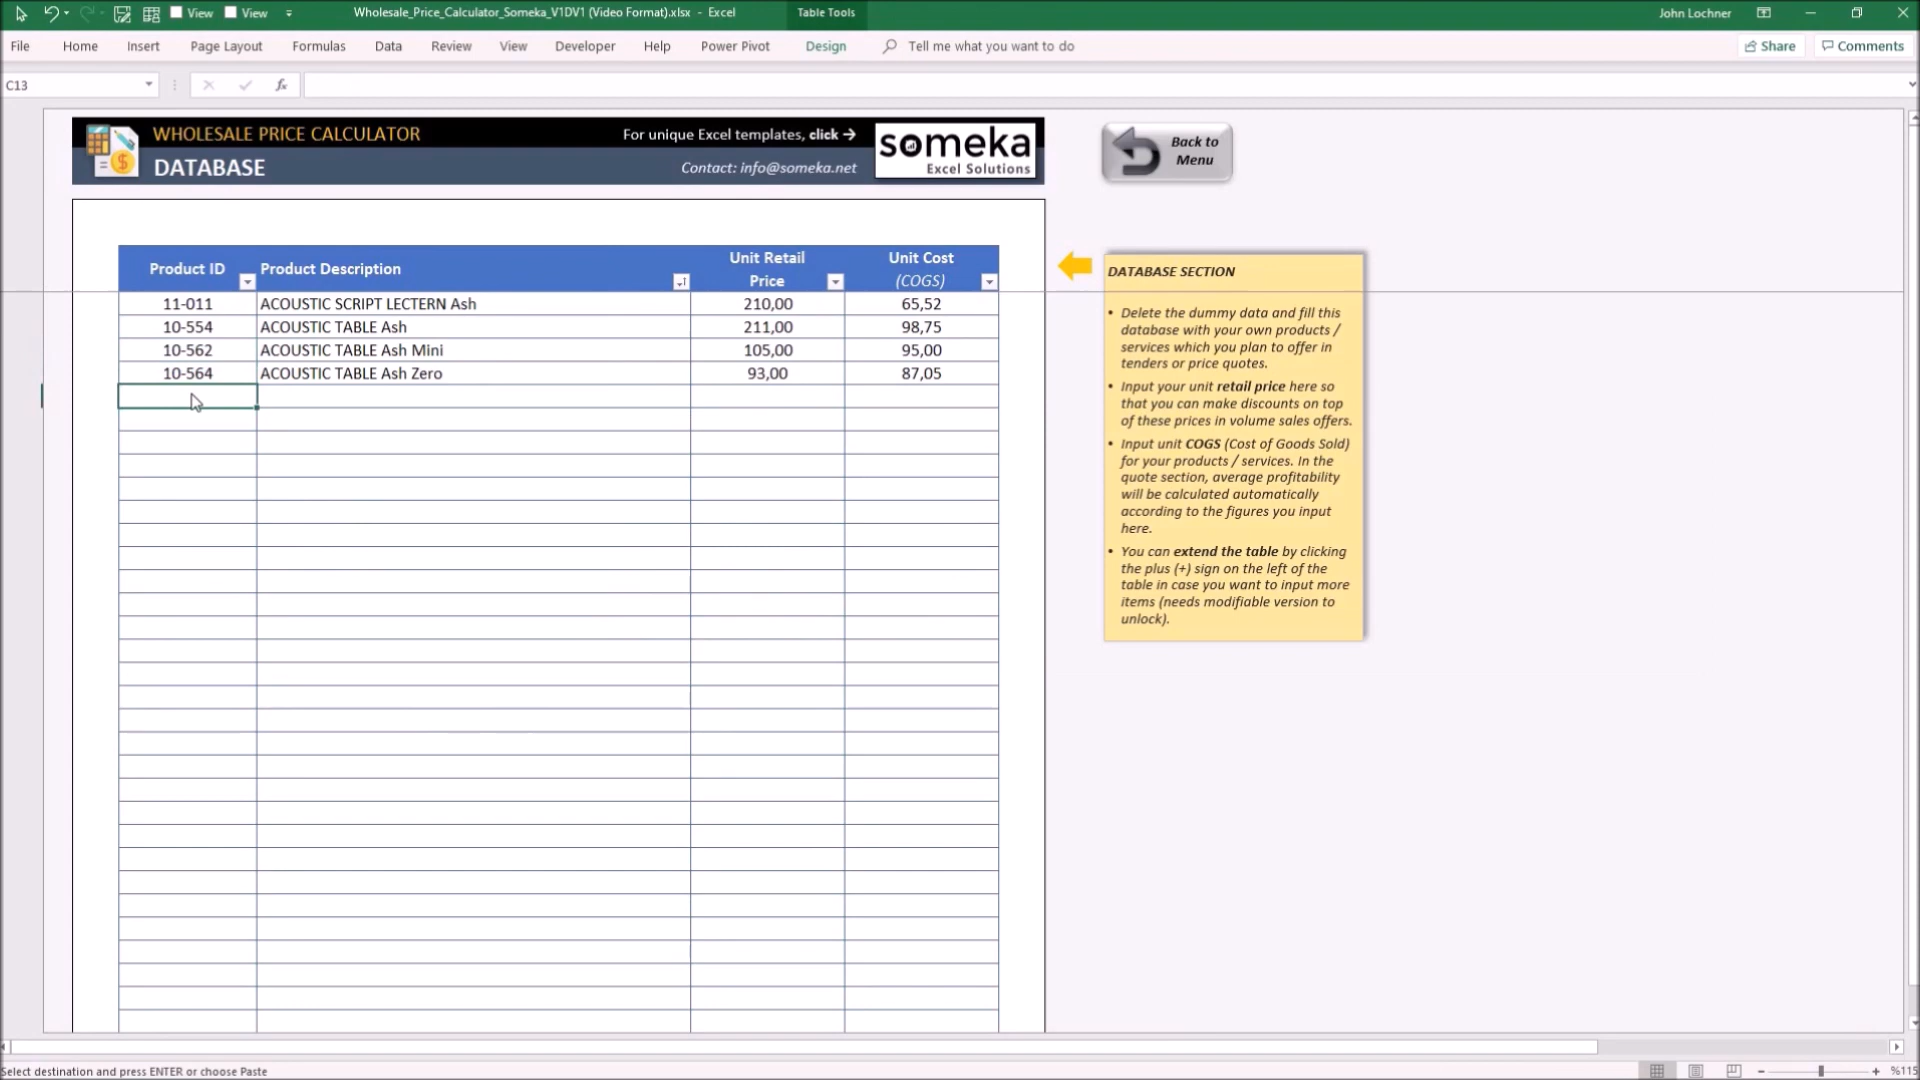 View
View
Wholesale_Price_Calculator_Someka_V1DV1 (Video Format).xlsx - Excel
Table Tools
John Lochner
File
Home
Insert
Page Layout
Formulas
Data
Review
View
Developer
Help
Power Pivot
Design
Tell me what you want to do
Share
Comments
C13
fx
WHOLESALE PRICE CALCULATOR
For unique Excel templates, click →
someka
Excel Solutions
DATABASE
Contact: info@someka.net
Back to
Menu
Product ID
Product Description
Unit Retail
Price
Unit Cost
(COGS)
11-011 ACOUSTIC SCRIPT LECTERN Ash 210,00 65,52
10-554 ACOUSTIC TABLE Ash 211,00 98,75
10-562 ACOUSTIC TABLE Ash Mini 105,00 95,00
10-564 ACOUSTIC TABLE Ash Zero 93,00 87,05
DATABASE SECTION
• Delete the dummy data and fill this
database with your own products /
services which you plan to offer in
tenders or price quotes.
• Input your unit retail price here so
that you can make discounts on top
of these prices in volume sales offers.
• Input unit COGS (Cost of Goods Sold)
for your products / services. In the
quote section, average profitability
will be calculated automatically
according to the figures you input
here.
• You can extend the table by clicking
the plus (+) sign on the left of the
table in case you want to input more
items (needs modifiable version to
unlock).
Select destination and press ENTER or choose Paste
%115